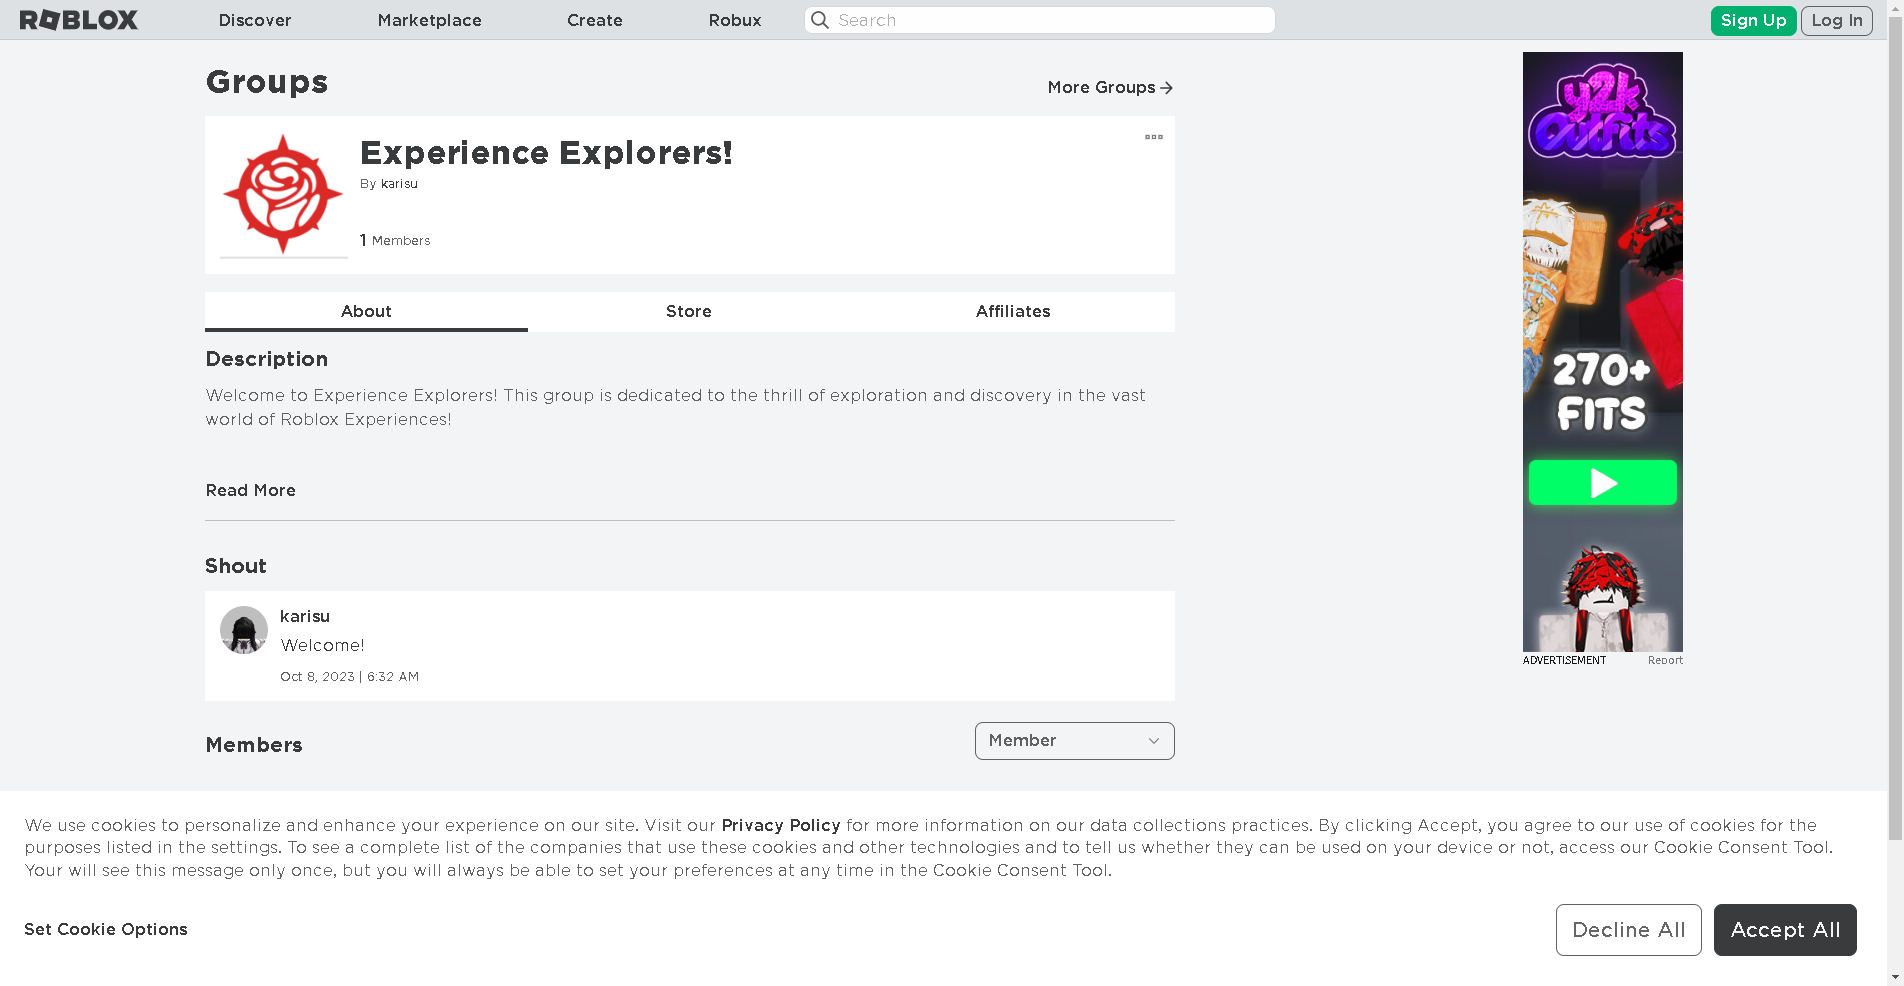 ROBLOX Discover Marketplace Create Robux Search Sign Up Log In
Groups
More Groups
Experience Explorers!
By karisu
1 Members
About Store Affiliates
Description
Welcome to Experience Explorers! This group is dedicated to the thrill of exploration and discovery in the vast
world of Roblox Experiences!
Read More
Shout
karisu
Welcome!
Oct 8, 2023 | 6:32 AM
Members
Member
y2k
Outfits
270+
FITS
ADVERTISEMENT Report
We use cookies to personalize and enhance your experience on our site. Visit our Privacy Policy for more information on our data collections practices. By clicking Accept, you agree to our use of cookies for the
purposes listed in the settings. To see a complete list of the companies that use these cookies and other technologies and to tell us whether they can be used on your device or not, access our Cookie Consent Tool.
Your will see this message only once, but you will always be able to set your preferences at any time in the Cookie Consent Tool.
Set Cookie Options
Decline All
Accept All